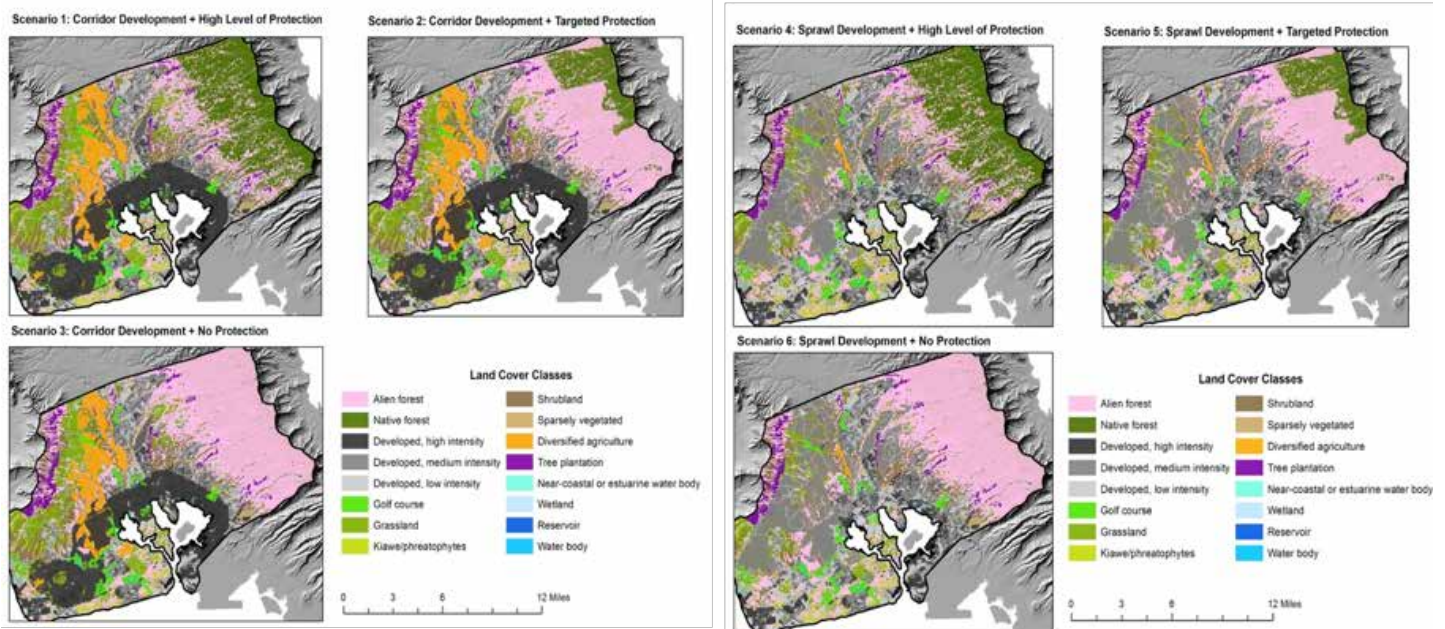 Scenario 1: Corridor Development + High Level of Protection
Scenario 2: Corridor Development + Targeted Protection
Scenario 3: Corridor Development + No Protection
Land Cover Classes
Alien forest
Native forest
Developed, high intensity
Developed, medium intensity
Developed, low intensity
Golf course
Grassland
Kiawe/phreatophytes
Shrubland
Sparsely vegetated
Diversified agriculture
Tree plantation
Near-coastal or estuarine water body
Wetland
Reservoir
Water body
0 3 6 12 Miles
Scenario 4: Sprawl Development + High Level of Protection
Scenario 5: Sprawl Development + Targeted Protection
Scenario 6: Sprawl Development + No Protection
Land Cover Classes
Alien forest
Native forest
Developed, high intensity
Developed, medium intensity
Developed, low intensity
Golf course
Grassland
Kiawe/phreatophytes
Shrubland
Sparsely vegetated
Diversified agriculture
Tree plantation
Near-coastal or estuarine water body
Wetland
Reservoir
Water body
0 3 6 12 Miles